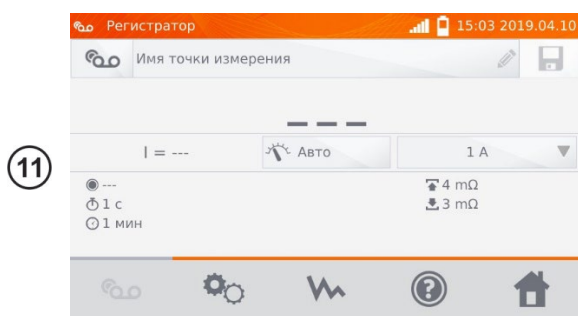 Регистратор 15:03 2019.04.10
Имя точки измерения
— — —
11 I = --- Авто 1 A
--- 4 mΩ
1 с 3 mΩ
1 мин
?